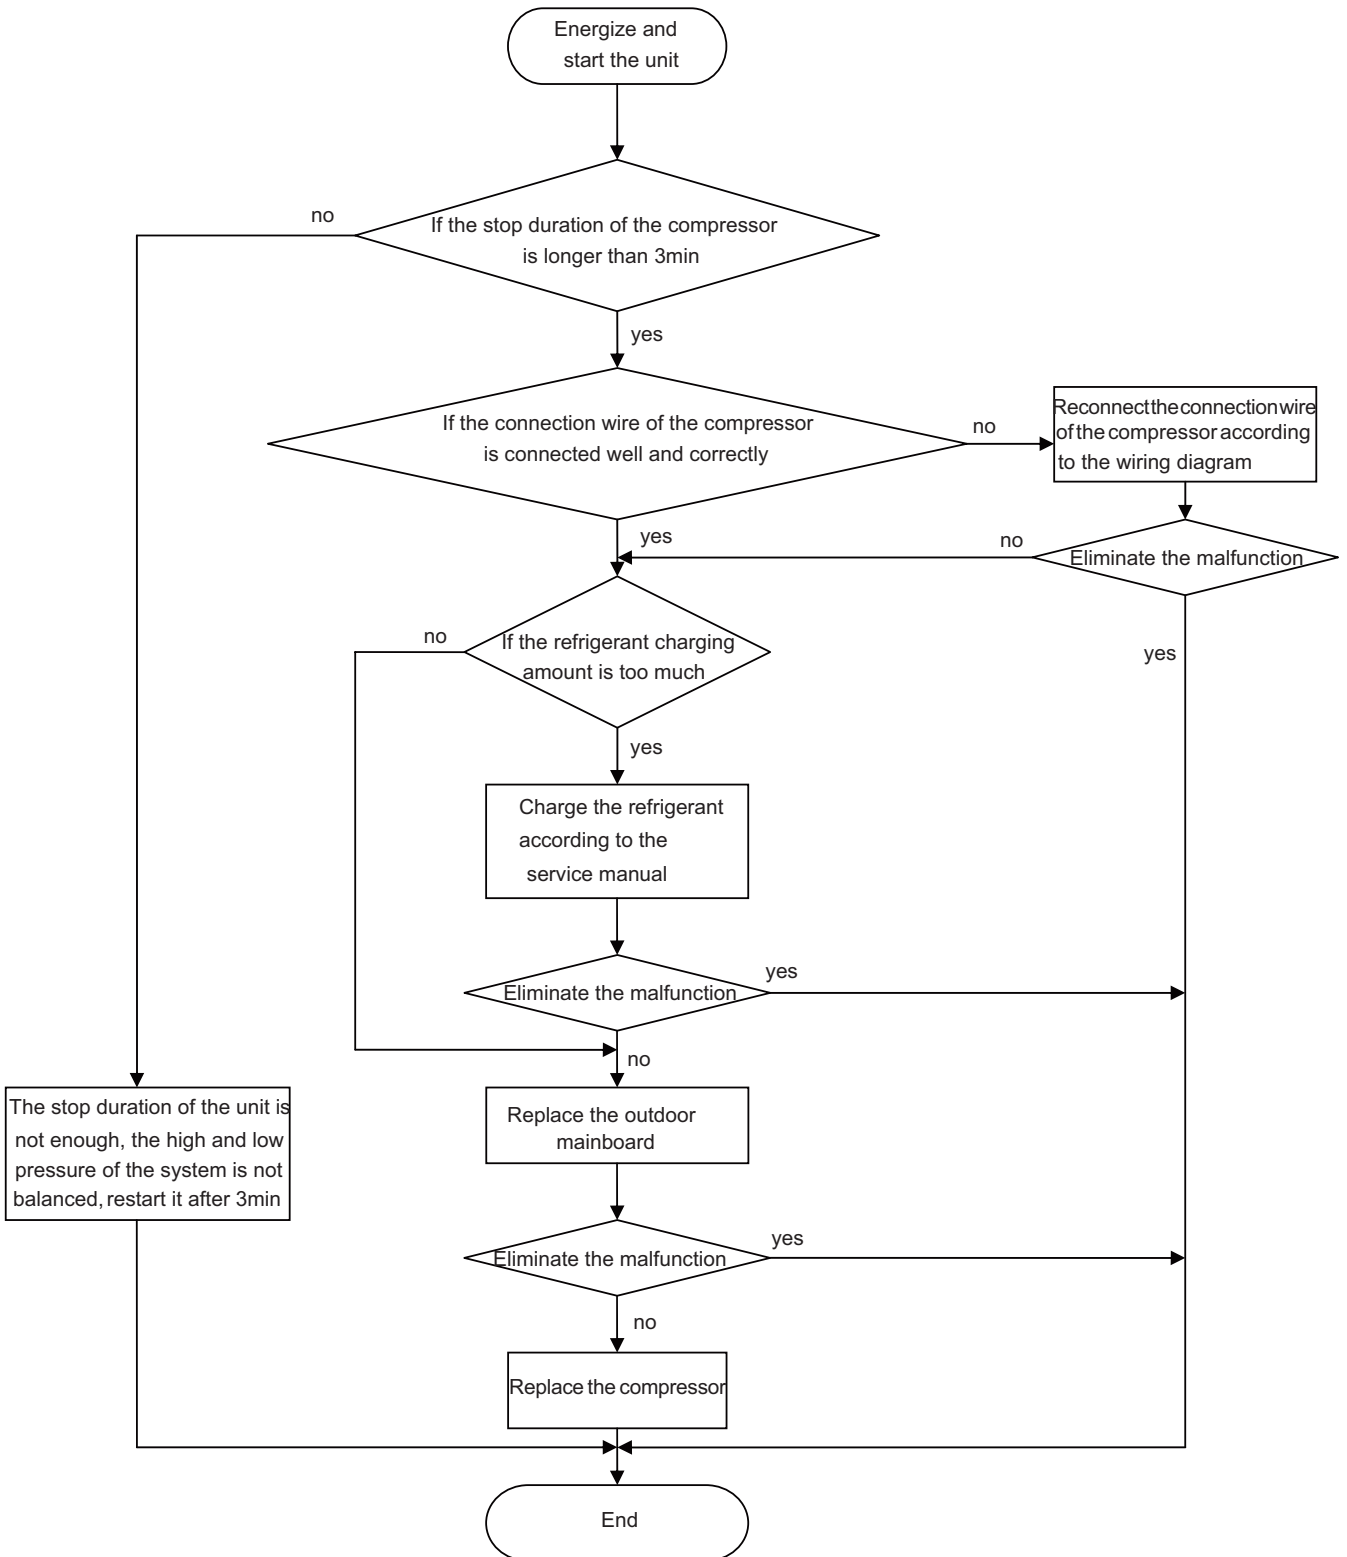 Energize and
start the unit
no
If the stop duration of the compressor
is longer than 3min
yes
If the connection wire of the compressor
is connected well and correctly
no
Reconnect the connection wire
of the compressor according
to the wiring diagram
yes
no
Eliminate the malfunction
no
If the refrigerant charging
amount is too much
yes
yes
Charge the refrigerant
according to the
service manual
yes
Eliminate the malfunction
no
The stop duration of the unit is
not enough, the high and low
pressure of the system is not
balanced, restart it after 3min
Replace the outdoor
mainboard
yes
Eliminate the malfunction
no
Replace the compressor
End